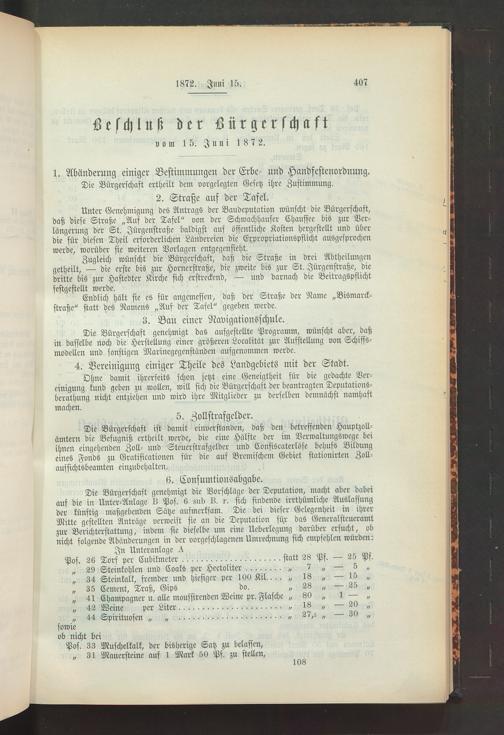 1872. Juni 15.
407
Beschluß der Bürgerschaft
vom 15. Juni 1872.
1. Abänderung einiger Bestimmungen der Erbe- und Handfestenordnung.
Die Bürgerschaft ertheilt dem vorgelegten Gesetz ihre Zustimmung.
2. Straße auf der Tafel.
Unter Genehmigung des Antrags der Baudeputation wünscht die Bürgerschaft,
daß diese Straße „Auf der Tafel" von der Schwachhauser Chaussee bis zur Ver-
längerung der St. Jürgenstraße baldigst auf öffentliche Kosten hergestellt und über
die für diesen Theil erforderlichen Ländereien die Expropriationspflicht ausgesprochen
werde, worüber sie weiteren Vorlagen entgegensieht.
Zugleich wünscht die Bürgerschaft, daß die Straße in drei Abtheilungen
getheilt, — die erste bis zur Hornerstraße, die zweite bis zur St. Jürgenstraße, die
dritte bis zur Hastedter Kirche sich erstreckend, — und darnach die Beitragspflicht
festgestellt werde.
Endlich hält sie es für angemessen, daß der Straße der Name „Bismarck-
straße" statt des Namens „Auf der Tafel" gegeben werde.
3. Bau einer Navigationsschule.
Die Bürgerschaft genehmigt das aufgestellte Programm, wünscht aber, daß
in dasselbe noch die Herstellung einer größeren Localität zur Aufstellung von Schiffs-
modellen und sonstigen Marinegegenständen aufgenommen werde.
4. Vereinigung einiger Theile des Landgebiets mit der Stadt.
Ohne damit ihrerseits schon jetzt eine Geneigtheit für die gedachte Ver-
einigung kund geben zu wollen, will sich die Bürgerschaft der beantragten Deputations-
berathung nicht entziehen und wird ihre Mitglieder zu derselben demnächst namhaft
machen.
5. Zollstrafgelder.
Die Bürgerschaft ist damit einverstanden, daß den betreffenden Hauptzoll-
ämtern die Befugniß ertheilt werde, die eine Hälfte der im Verwaltungswege bei
ihnen eingehenden Zoll- und Steuerstrafgelder und Confiscaterlöse behufs Bildung
eines Fonds zu Gratificationen für die auf Bremischem Gebiet stationirten Zoll-
aufsichtsbeamten einzubehalten.
6. Consumtionsabgabe.
Die Bürgerschaft genehmigt die Vorschläge der Deputation, macht aber dabei
auf die in Unter-Anlage B Pos. 6 sub B. r. sich findende irrthümliche Auslassung
der künftig maßgebenden Sätze aufmerksam. Die bei dieser Gelegenheit in ihrer
Mitte gestellten Anträge verweist sie an die Deputation für das Generalsteueramt
zur Berichterstattung, indem sie dieselbe um eine Ueberlegung darüber ersucht, ob
nicht folgende Abänderungen in der vorgeschlagenen Umrechnung sich empfehlen würden:
In Unteranlage A
Pos. 26 Torf per Cubikmeter ........ statt 28 Pf. — 25 Pf.
„ 29 Steinkohlen und Coaks per Hectoliter ........ „ 7 „ — 5 „
„ 34 Steinkalk, fremder und hiesiger per 100 Kil. ... „ 18 „ — 15 „
„ 35 Cement, Traß, Gips do. ........ „ 28 „ — 25 „
„ 41 Champagner u. alle moussirenden Weine pr. Flasche „ 80 „ 1 — „
„ 42 Weine per Liter ........ „ 18 „ — 20 „
„ 44 Spirituosen „ „ ........ „ 27,5 „ — 30 „
sowie
ob nicht bei
Pos. 33 Muschelkalk, der bisherige Satz zu belassen,
„ 31 Mauersteine auf 1 Mark 50 Pf. zu stellen,
108